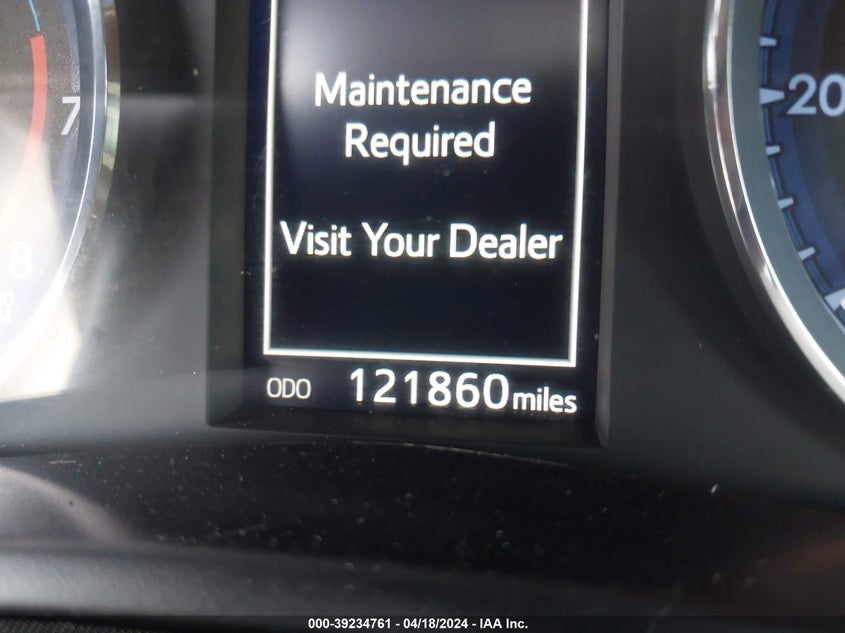 7
8
Maintenance
Required
Visit Your Dealer
ODO 121860 miles
20
000-39234761 - 04/18/2024 - IAA Inc.